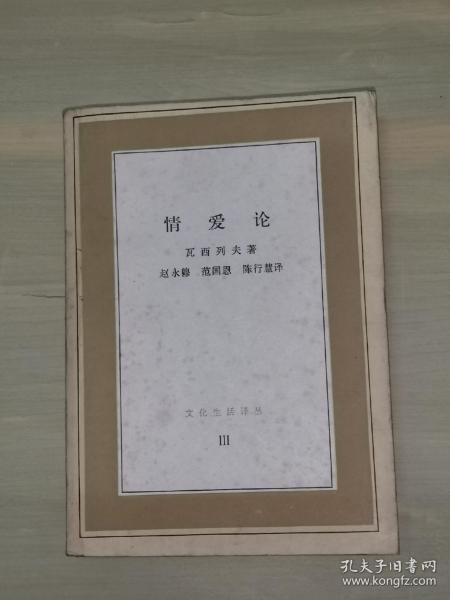 情爱论
瓦西列夫著
赵永穆 范国恩 陈行慧译
文化生活译丛
III
孔夫子旧书网
www.kongfz.com